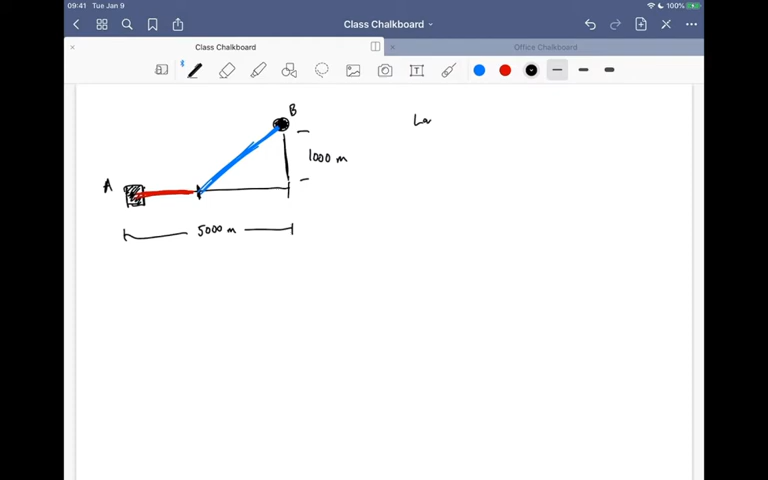 09:41 Tue Jan 9
100%
Class Chalkboard
Class Chalkboard
Office Chalkboard
B
La
1000 m
A
5000 m